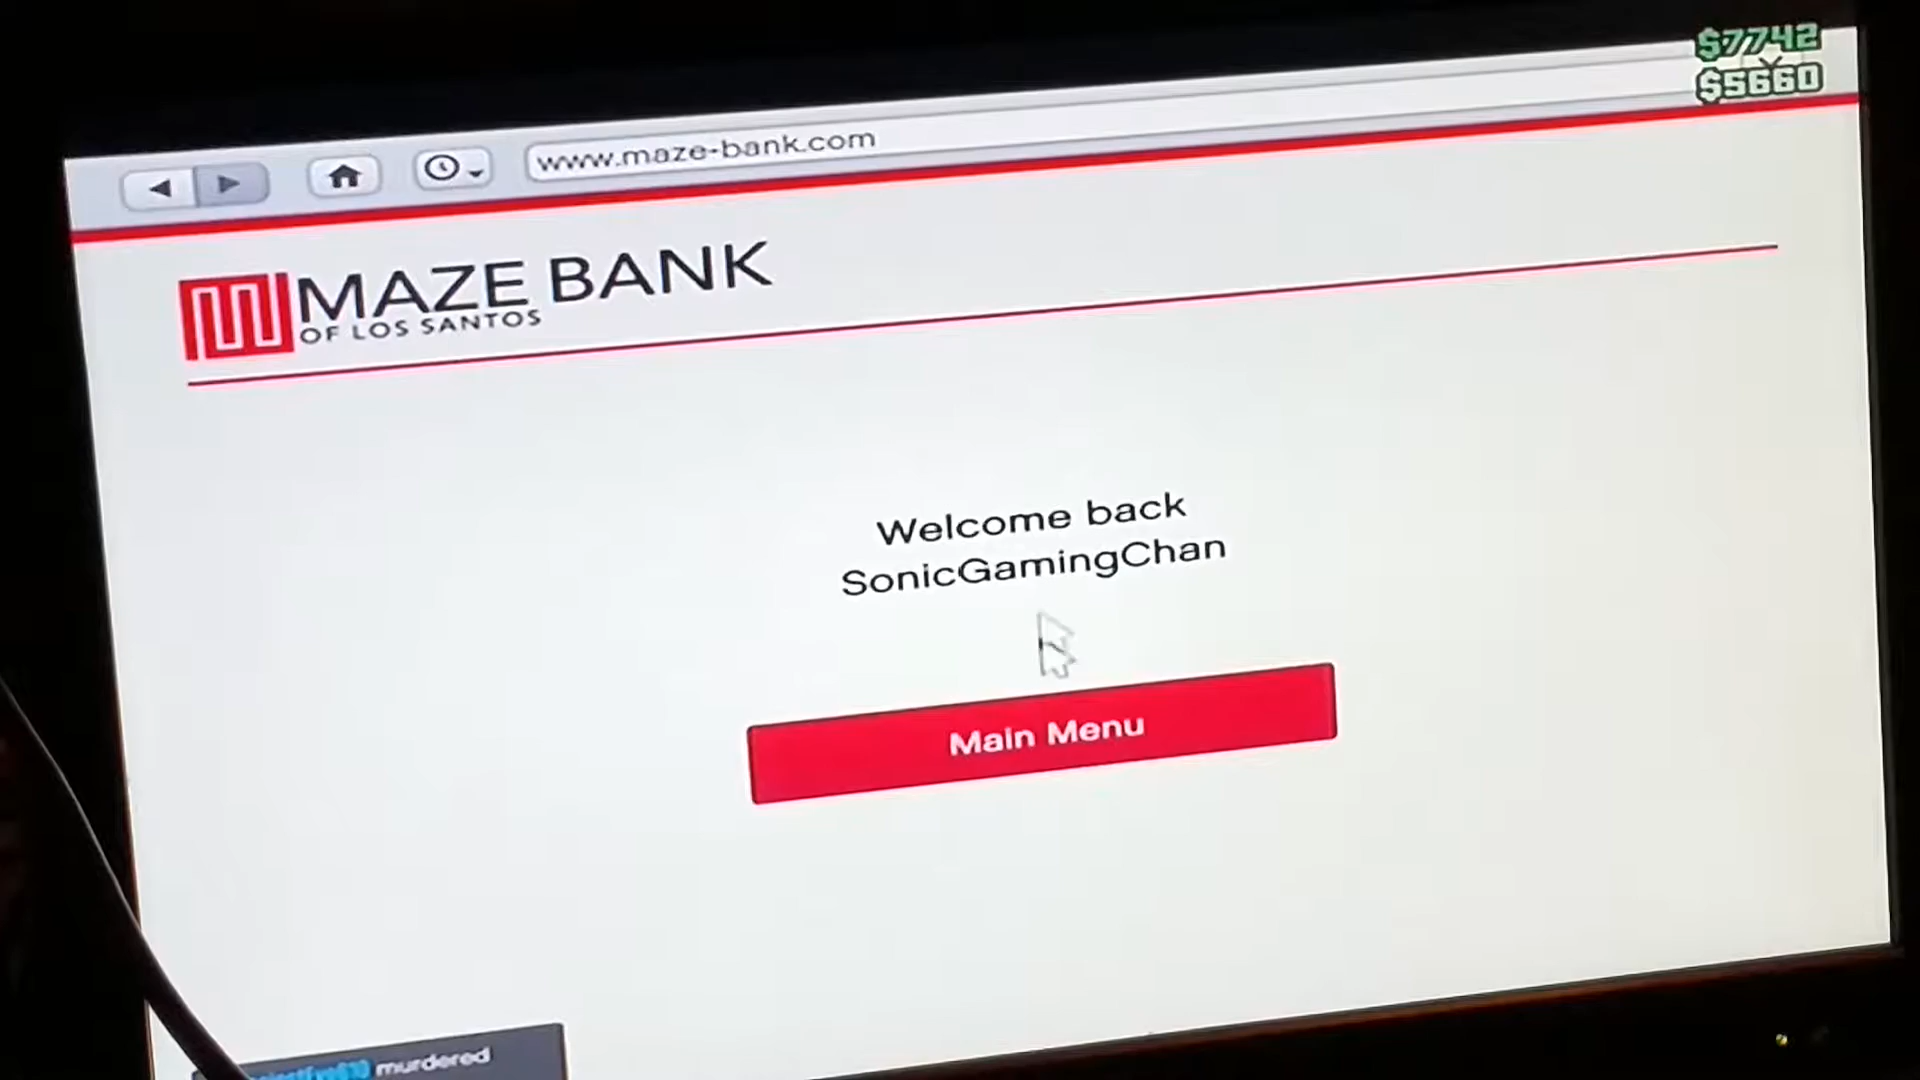 $7742
$5660
www.maze-bank.com
MAZE BANK
OF LOS SANTOS
Welcome back
SonicGamingChan
Main Menu
murdered